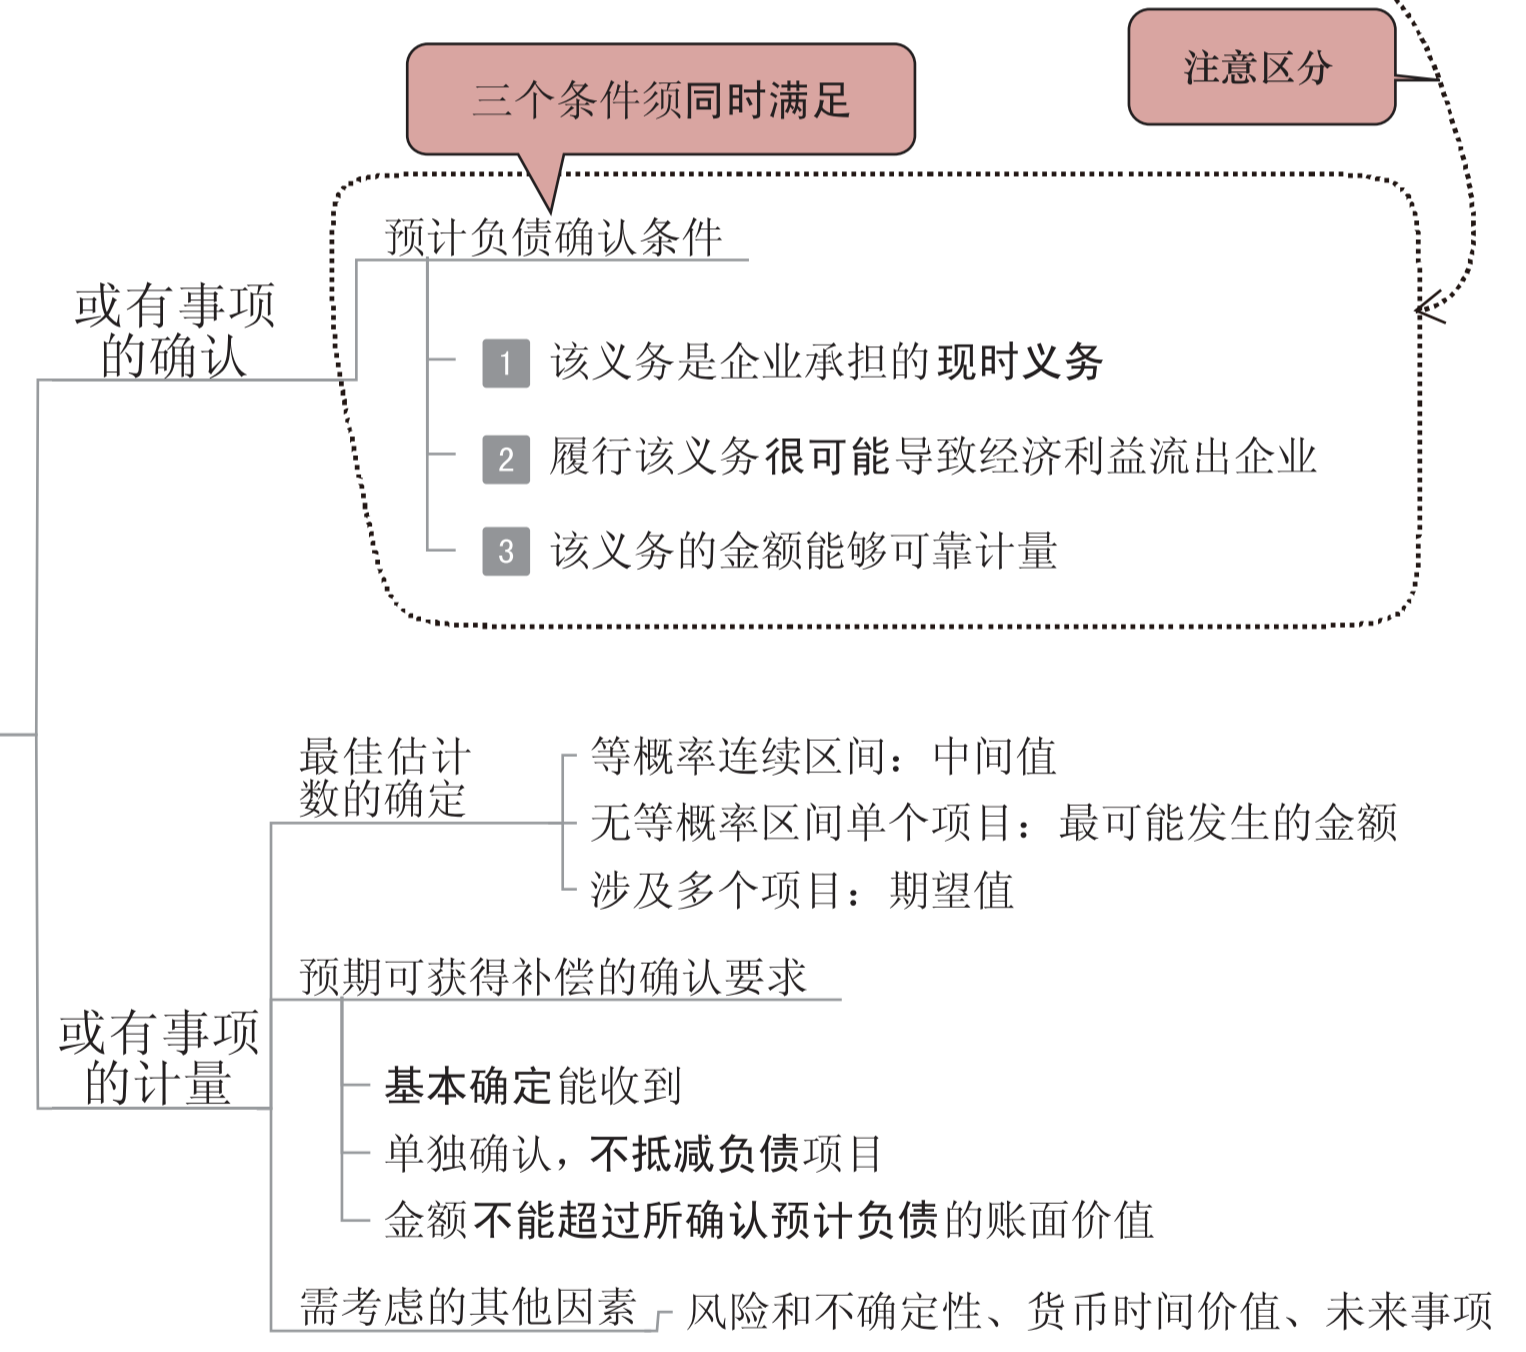 注意区分
三个条件须同时满足
预计负债确认条件
或有事项
的确认
1 该义务是企业承担的现时义务
2 履行该义务很可能导致经济利益流出企业
3 该义务的金额能够可靠计量
最佳估计
数的确定
等概率连续区间：中间值
无等概率区间单个项目：最可能发生的金额
涉及多个项目：期望值
预期可获得补偿的确认要求
或有事项
的计量
基本确定能收到
单独确认，不抵减负债项目
金额不能超过所确认预计负债的账面价值
需考虑的其他因素
风险和不确定性、货币时间价值、未来事项